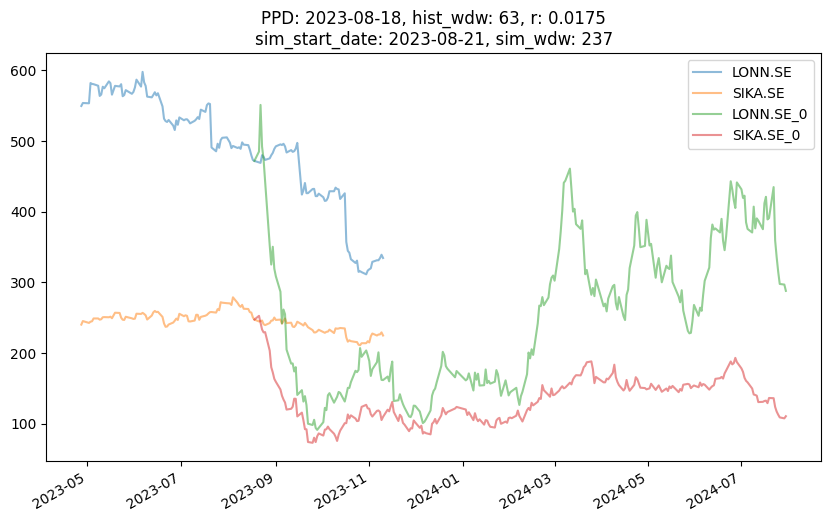 PPD: 2023-08-18, hist_wdw: 63, r: 0.0175
sim_start_date: 2023-08-21, sim_wdw: 237
LONN.SE
SIKA.SE
LONN.SE_0
SIKA.SE_0
600
500
400
300
200
100
2023-05
2023-07
2023-09
2023-11
2024-01
2024-03
2024-05
2024-07